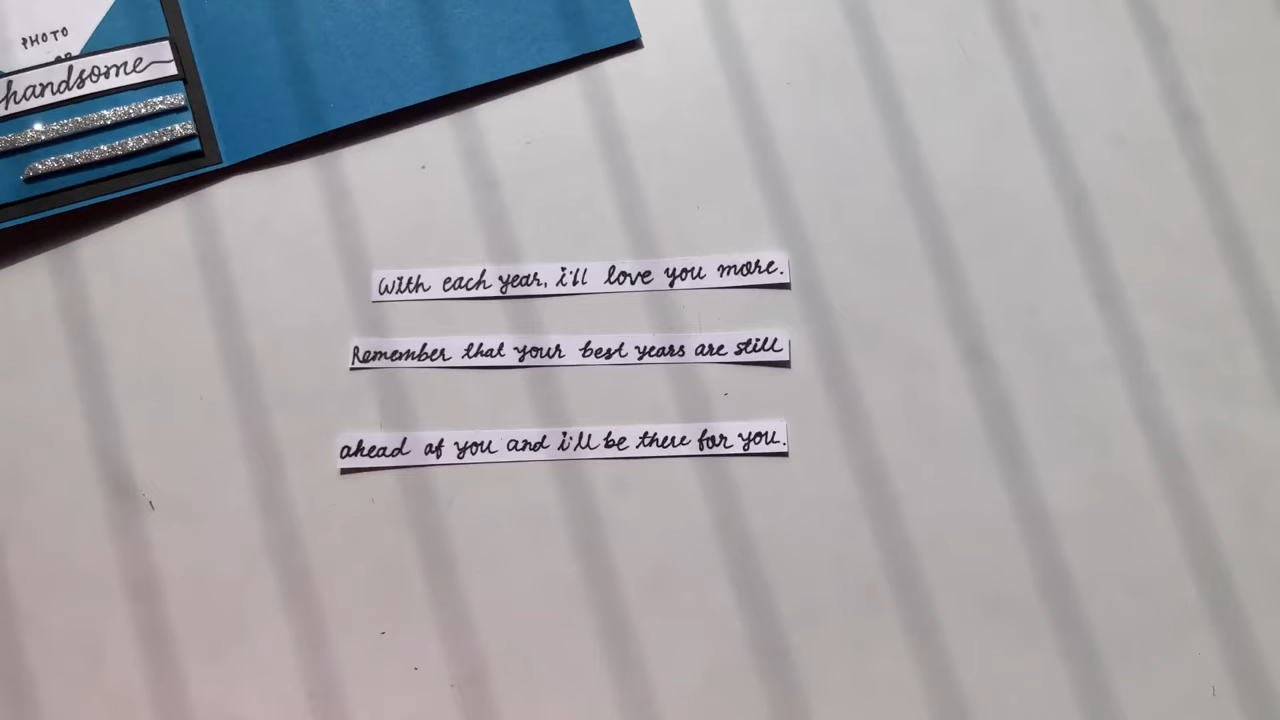 PHOTO
OR
handsome
with each year, i'll love you more.
Remember that your best years are still
ahead of you and i'll be there for you.